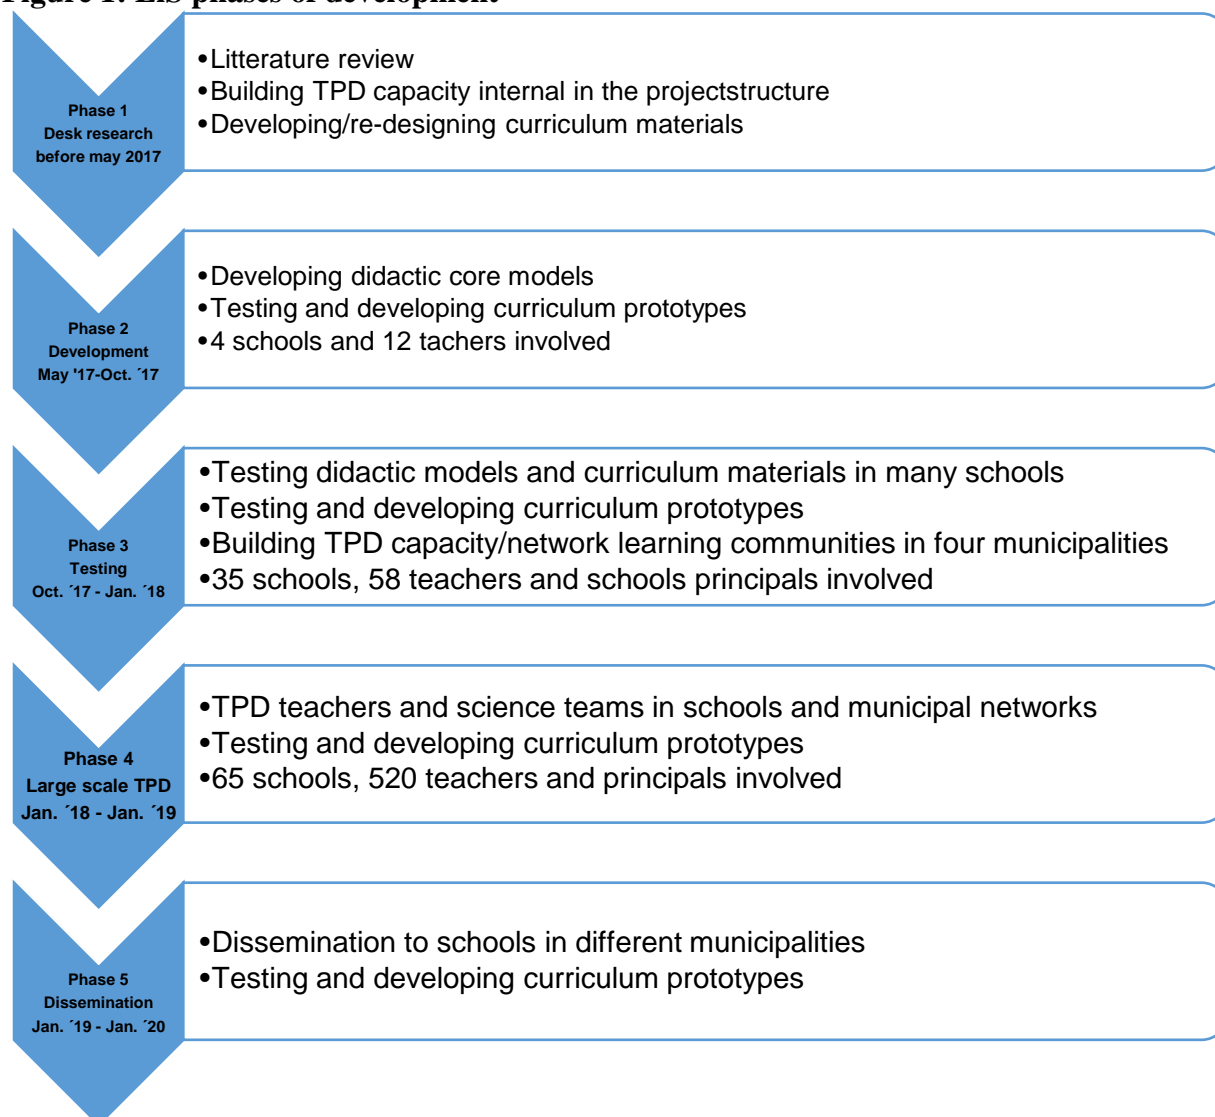 Figure 1: LIS phases of development
Phase 1
Desk research
before may 2017
•Litterature review
•Building TPD capacity internal in the projectstructure
•Developing/re-designing curriculum materials
Phase 2
Development
May '17-Oct. ´17
•Developing didactic core models
•Testing and developing curriculum prototypes
•4 schools and 12 tachers involved
Phase 3
Testing
Oct. ´17 - Jan. ´18
•Testing didactic models and curriculum materials in many schools
•Testing and developing curriculum prototypes
•Building TPD capacity/network learning communities in four municipalities
•35 schools, 58 teachers and schools principals involved
Phase 4
Large scale TPD
Jan. ´18 - Jan. ´19
•TPD teachers and science teams in schools and municipal networks
•Testing and developing curriculum prototypes
•65 schools, 520 teachers and principals involved
Phase 5
Dissemination
Jan. ´19 - Jan. ´20
•Dissemination to schools in different municipalities
•Testing and developing curriculum prototypes